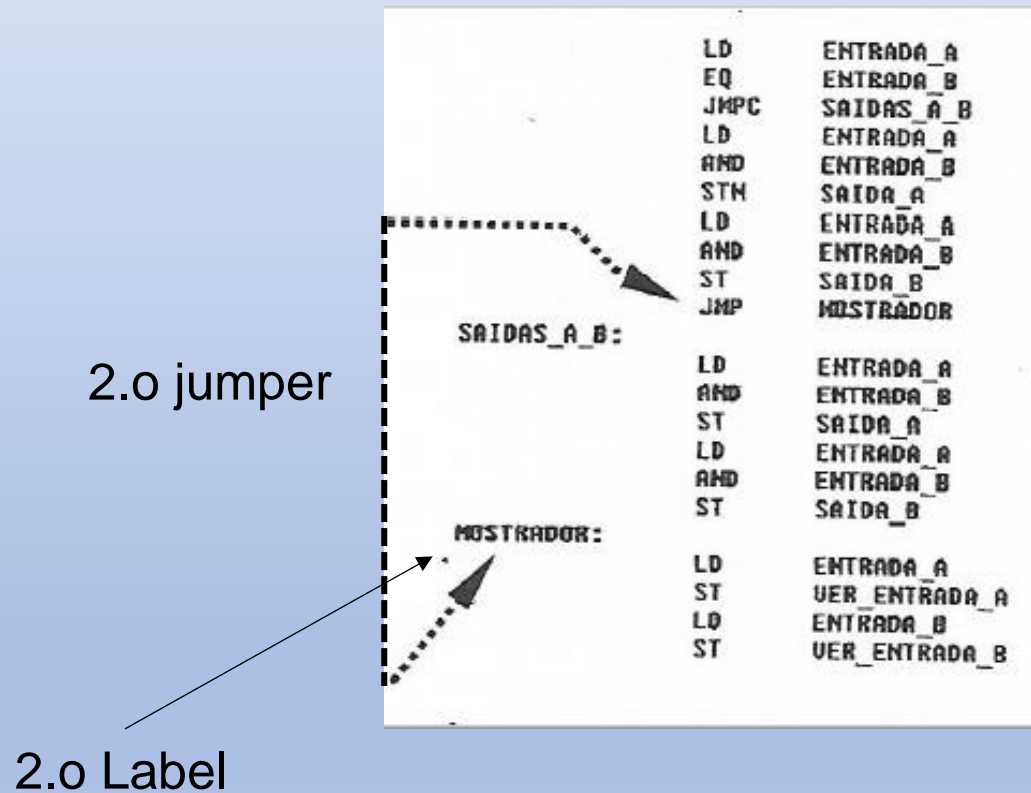 LD ENTRADA_A
EQ ENTRADA_B
JMPC SAIDAS_A_B
LD ENTRADA_A
AND ENTRADA_B
STN SAIDA_A
LD ENTRADA_A
AND ENTRADA_B
ST SAIDA_B
JMP MOSTRADOR
SAIDAS_A_B:
2.o jumper
LD ENTRADA_A
AND ENTRADA_B
ST SAIDA_A
LD ENTRADA_A
AND ENTRADA_B
ST SAIDA_B
MOSTRADOR:
LD ENTRADA_A
ST VER_ENTRADA_A
LD ENTRADA_B
ST VER_ENTRADA_B
2.o Label